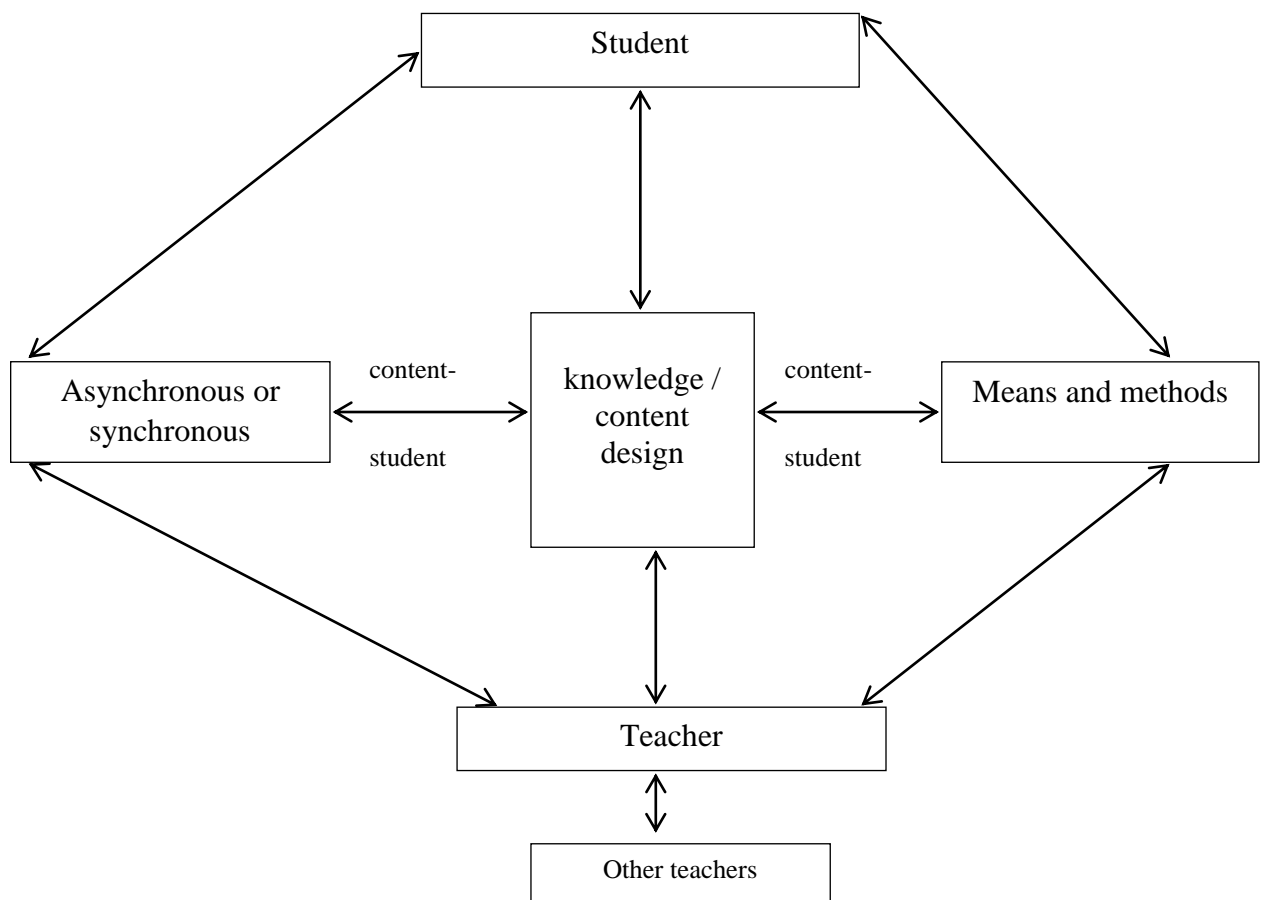 Student
Asynchronous or
synchronous
content-
student
knowledge /
content
design
content-
student
Means and methods
Teacher
Other teachers